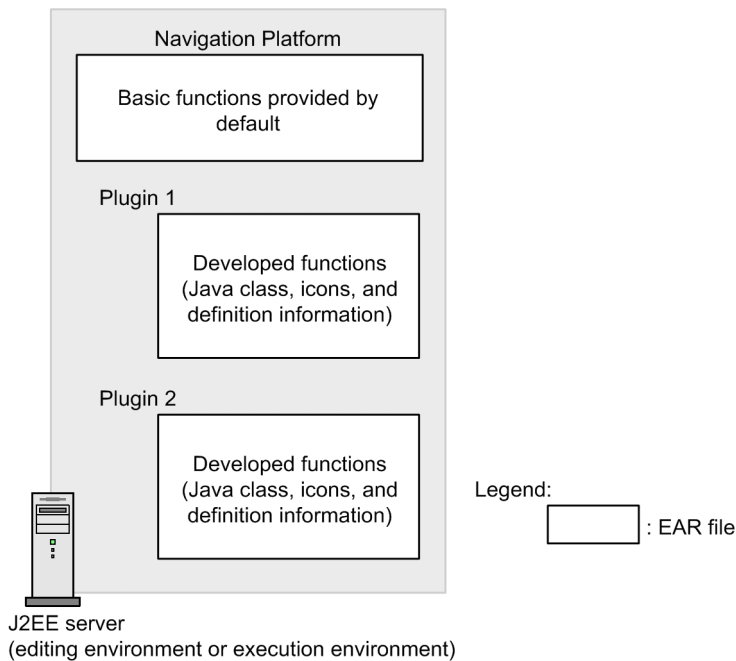 Navigation Platform
Basic functions provided by
default
Plugin 1
Developed functions
(Java class, icons, and
definition information)
Plugin 2
Developed functions
(Java class, icons, and
definition information)
Legend:
: EAR file
J2EE server
(editing environment or execution environment)